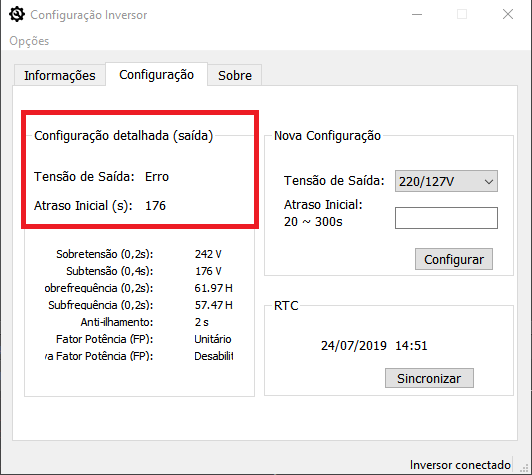 Configuração Inversor
Opções
Informações
Configuração
Sobre
Configuração detalhada (saída)
Tensão de Saída: Erro
Atraso Inicial (s): 176
Sobretensão (0,2s): 242 V
Subtensão (0,4s): 176 V
obrefrequência (0,2s): 61.97 H
Subfrequência (0,2s): 57.47 H
Anti-ilhamento: 2 s
Fator Potência (FP): Unitário
va Fator Potência (FP): Desabilit
Nova Configuração
Tensão de Saída: 220/127V
Atraso Inicial:
20 ~ 300s
Configurar
RTC
24/07/2019 14:51
Sincronizar
Inversor conectado